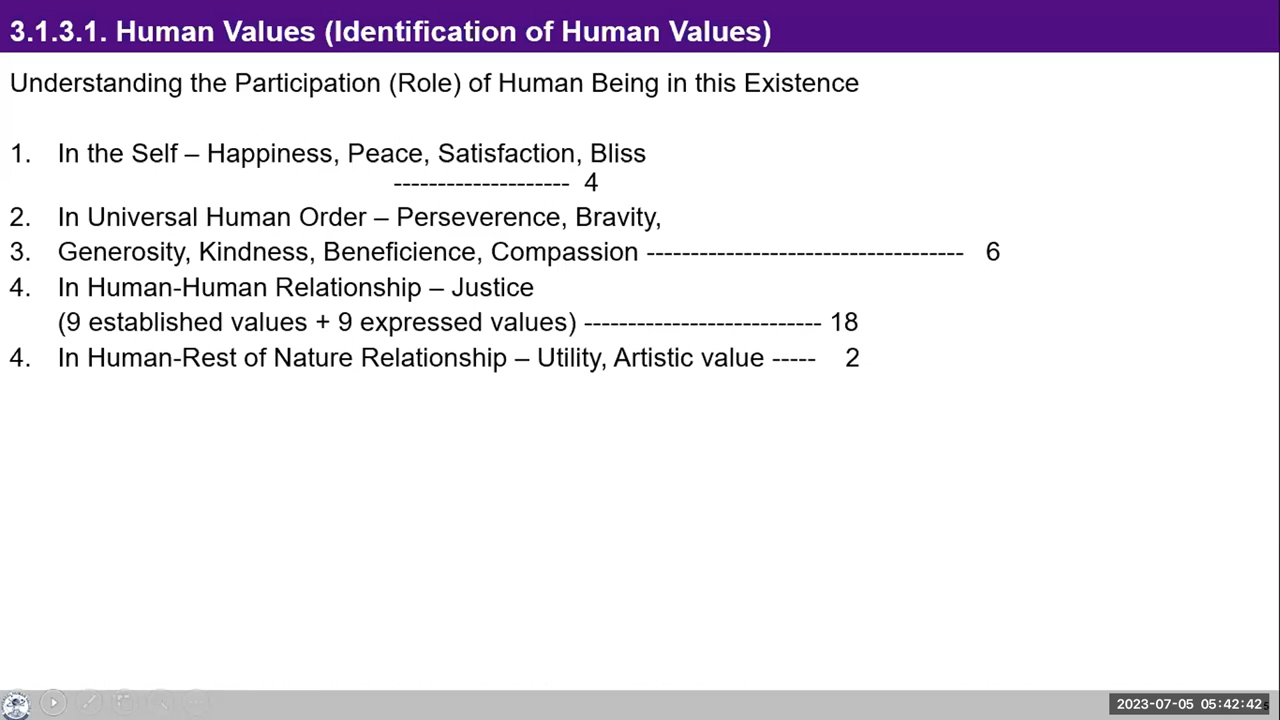 3.1.3.1. Human Values (Identification of Human Values)
Understanding the Participation (Role) of Human Being in this Existence
1. In the Self – Happiness, Peace, Satisfaction, Bliss
-------------------- 4
2. In Universal Human Order – Perseverence, Bravity,
3. Generosity, Kindness, Beneficience, Compassion ------------------------------------ 6
4. In Human-Human Relationship – Justice
(9 established values + 9 expressed values) --------------------------- 18
4. In Human-Rest of Nature Relationship – Utility, Artistic value ----- 2
2023-07-05 05:42:42